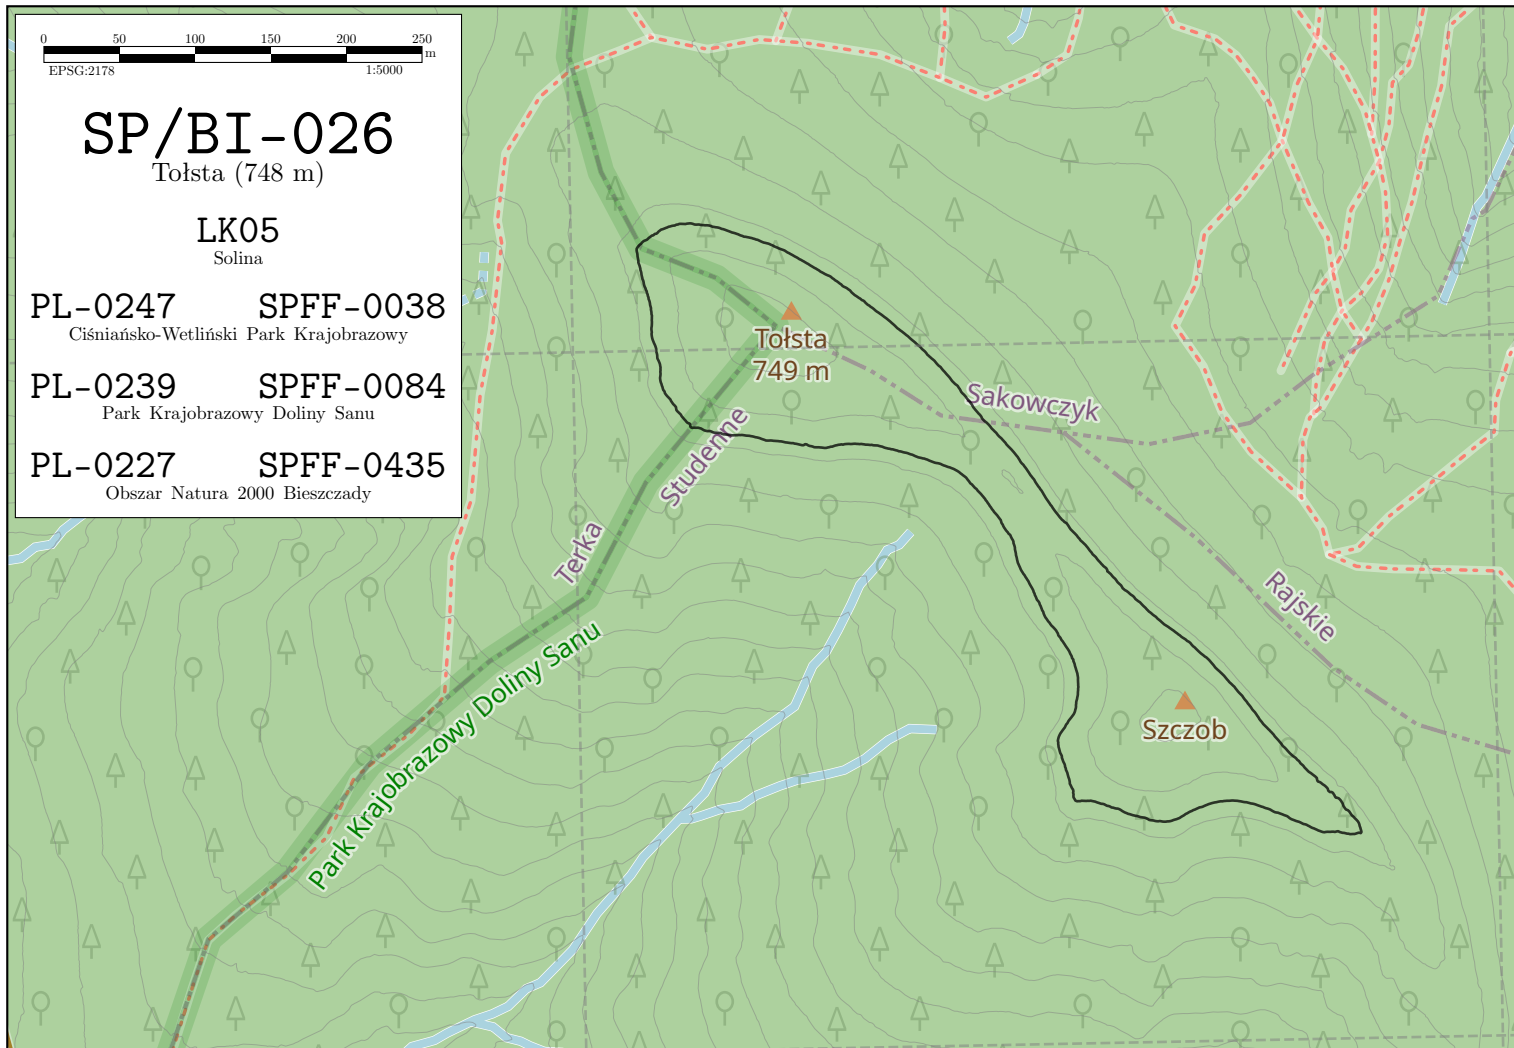 0 50 100 150 200 250
m
EPSG:2178 1:5000
SP/BI-026
Tołsta (748 m)
LK05
Solina
PL-0247 SPFF-0038
Ciśniańsko-Wetliński Park Krajobrazowy
PL-0239 SPFF-0084
Park Krajobrazowy Doliny Sanu
PL-0227 SPFF-0435
Obszar Natura 2000 Bieszczady
Tołsta
749 m
Sakowczyk
Studenne
Terka
Rajskie
Park Krajobrazowy Doliny Sanu
Szczob